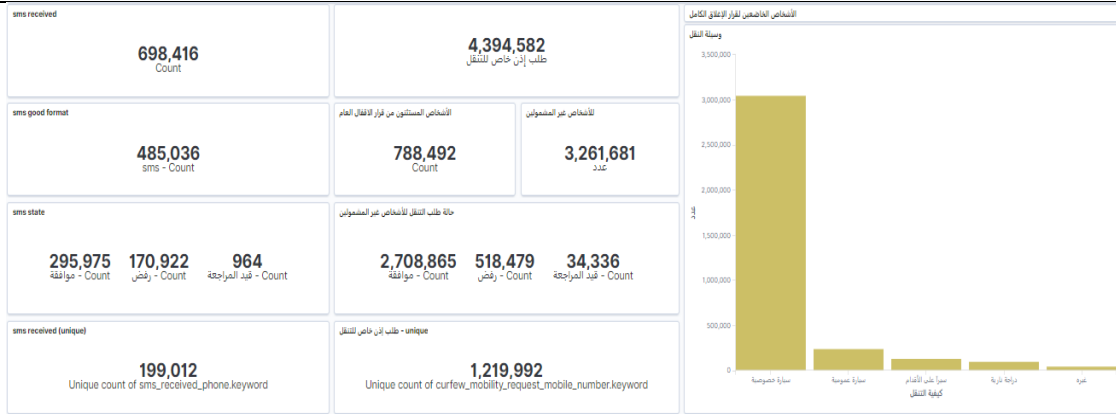 sms received
698,416
Count
4,394,582
طلب إذن خاص للتنقل
sms good format
485,036
sms - Count
الأشخاص المستثنون من قرار الاقفال العام
788,492
Count
للأشخاص غير المشمولين
3,261,681
عدد
sms state
295,975
Count - موافقة
170,922
Count - رفض
964
Count - قيد المراجعة
حالة طلب التنقل للأشخاص غير المشمولين
2,708,865
Count - موافقة
518,479
Count - رفض
34,336
Count - قيد المراجعة
sms received (unique)
199,012
Unique count of sms_received_phone.keyword
طلب إذن خاص للتنقل - unique
1,219,992
Unique count of curfew_mobility_request_mobile_number.keyword
الأشخاص الخاضعين لقرار الإغلاق الكامل
وسيلة النقل
3,500,000
3,000,000
2,500,000
2,000,000
1,500,000
1,000,000
500,000
0
عدد
سيارة خصوصية
سيارة عمومية
سيرا على الأقدام
دراجة نارية
غيره
كيفية التنقل